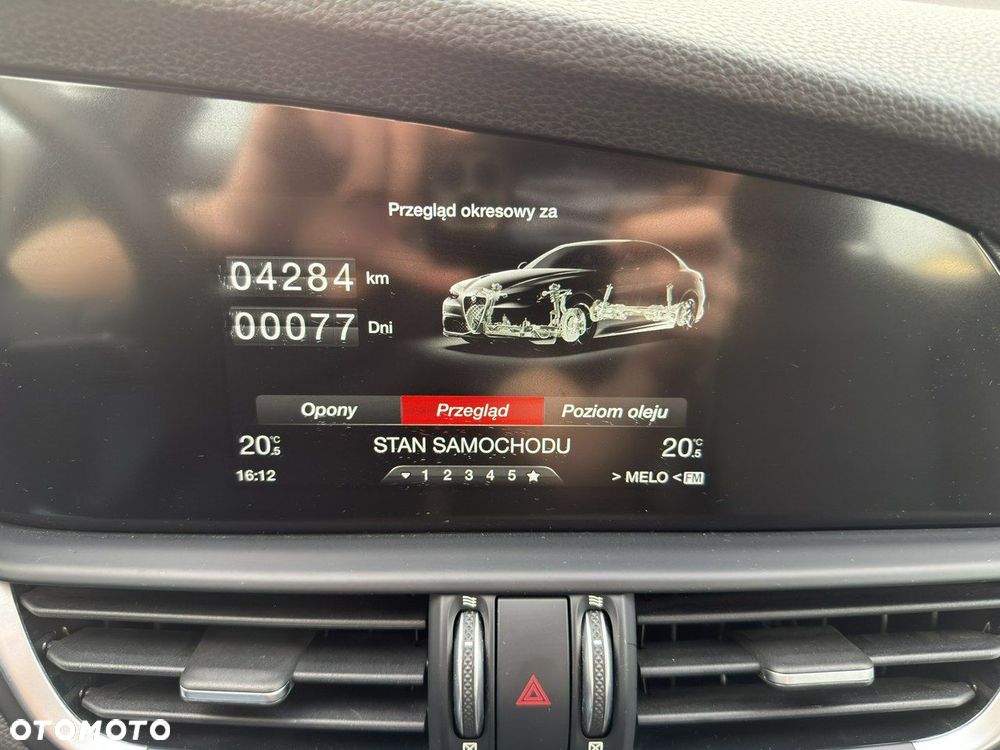 Przegląd okresowy za
04284 km
00077 Dni
Opony Przegląd Poziom oleju
20.5°C STAN SAMOCHODU 20.5°C
16:12 1 2 3 4 5 > MELO < FM
OTOMOTO